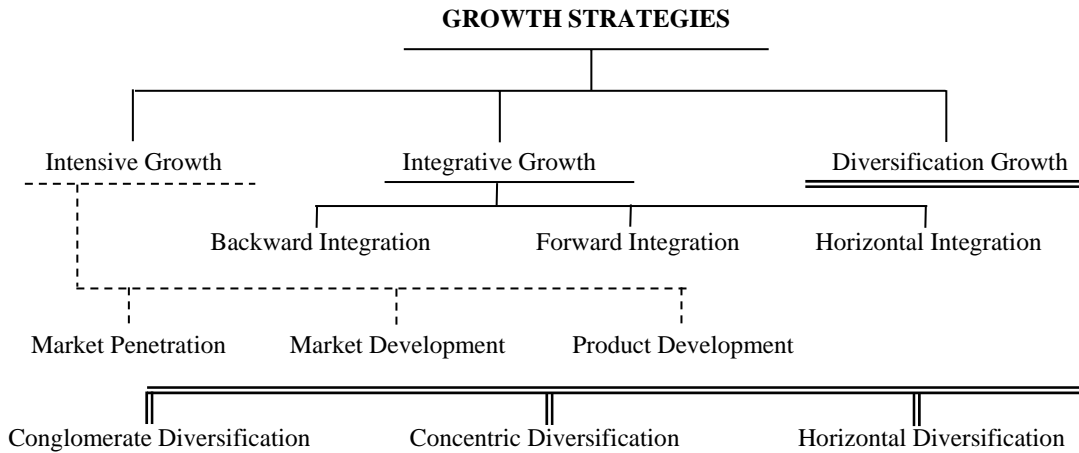 GROWTH STRATEGIES
Intensive Growth Integrative Growth Diversification Growth
Backward Integration Forward Integration Horizontal Integration
Market Penetration Market Development Product Development
Conglomerate Diversification Concentric Diversification Horizontal Diversification